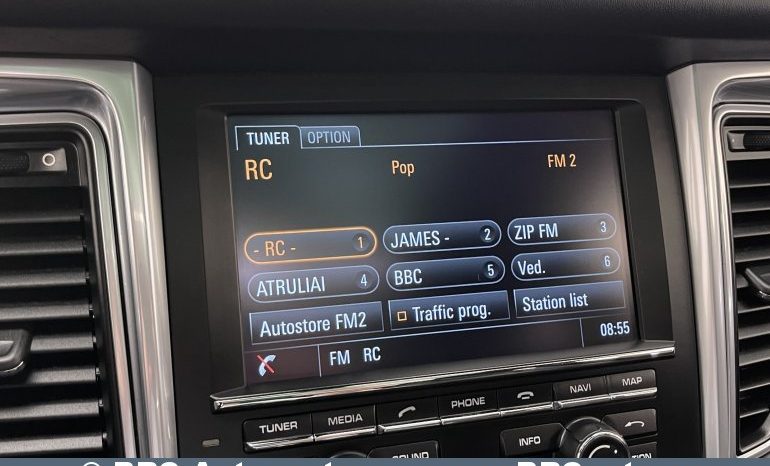 TUNER OPTION
RC Pop FM 2
- RC - 1 JAMES - 2 ZIP FM 3
ATRULIAI 4 BBC 5 Ved. 6
Autostore FM2 Traffic prog. Station list
08:55
FM RC
TUNER MEDIA PHONE NAVI MAP
SOUND INFO